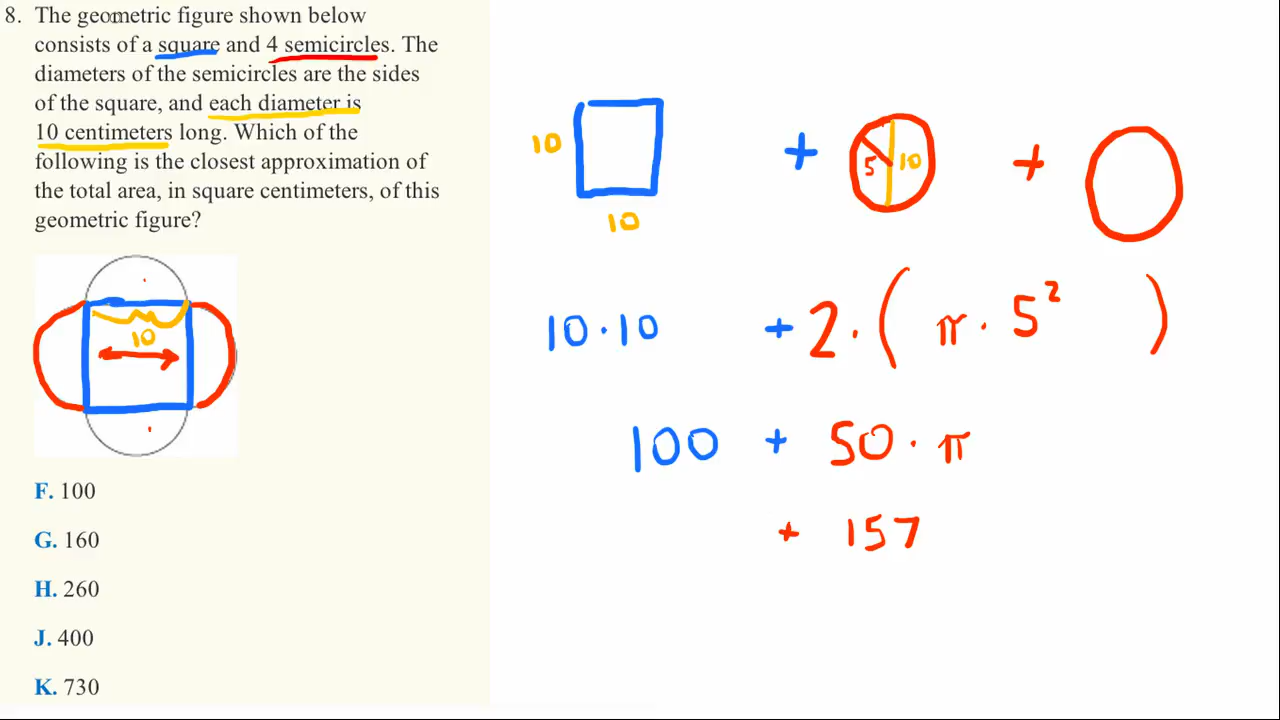 8. The geometric figure shown below
consists of a square and 4 semicircles. The
diameters of the semicircles are the sides
of the square, and each diameter is
10 centimeters long. Which of the
following is the closest approximation of
the total area, in square centimeters, of this
geometric figure?
10
F. 100
G. 160
H. 260
J. 400
K. 730
10
10
+
5 10
+
10 · 10 + 2 · ( π · 5² )
100 + 50 · π
+ 157